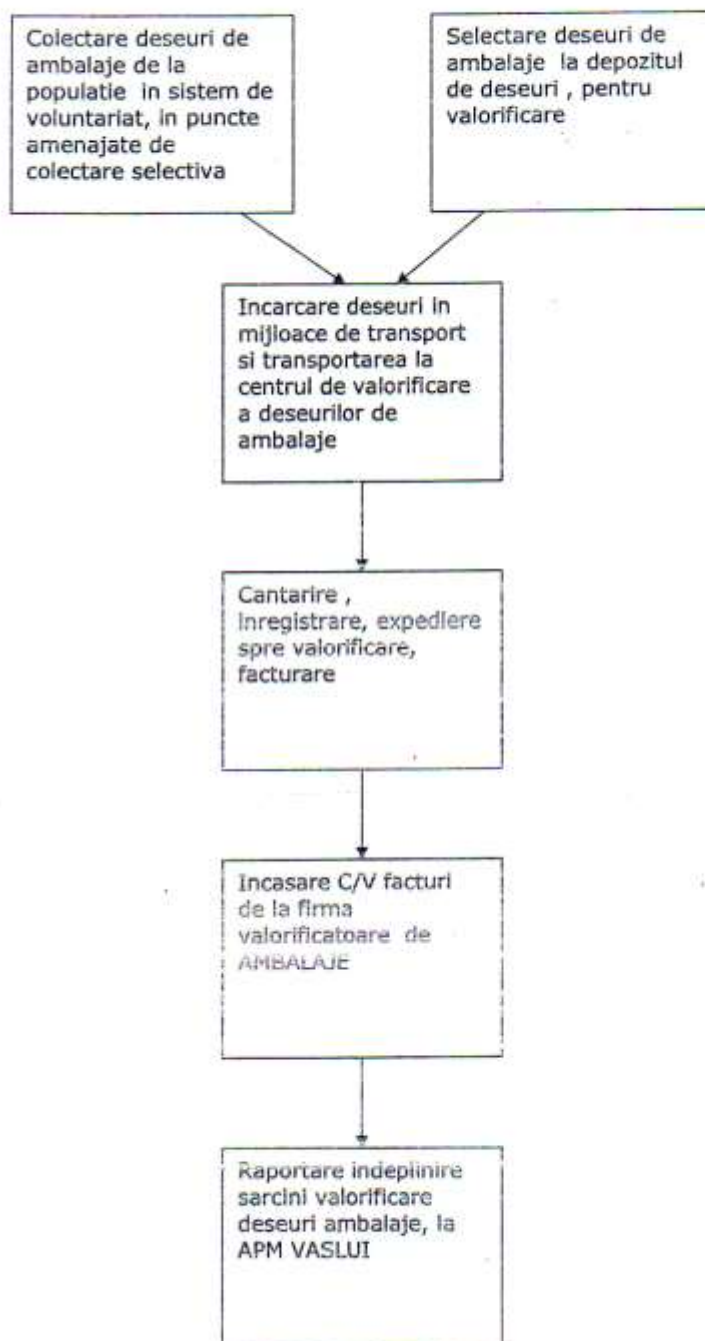 Colectare deseuri de
ambalaje de la
populatie in sistem de
voluntariat, in puncte
amenajate de
colectare selectiva
Selectare deseuri de
ambalaje la depozitul
de deseuri , pentru
valorificare
Incarcare deseuri in
mijloace de transport
si transportarea la
centrul de valorificare
a deseurilor de
ambalaje
Cantarire ,
inregistrare, expediere
spre valorificare,
facturare
Incasare C/V facturi
de la firma
valorificatoare de
AMBALAJE
Raportare indeplinire
sarcini valorificare
deseuri ambalaje, la
APM VASLUI